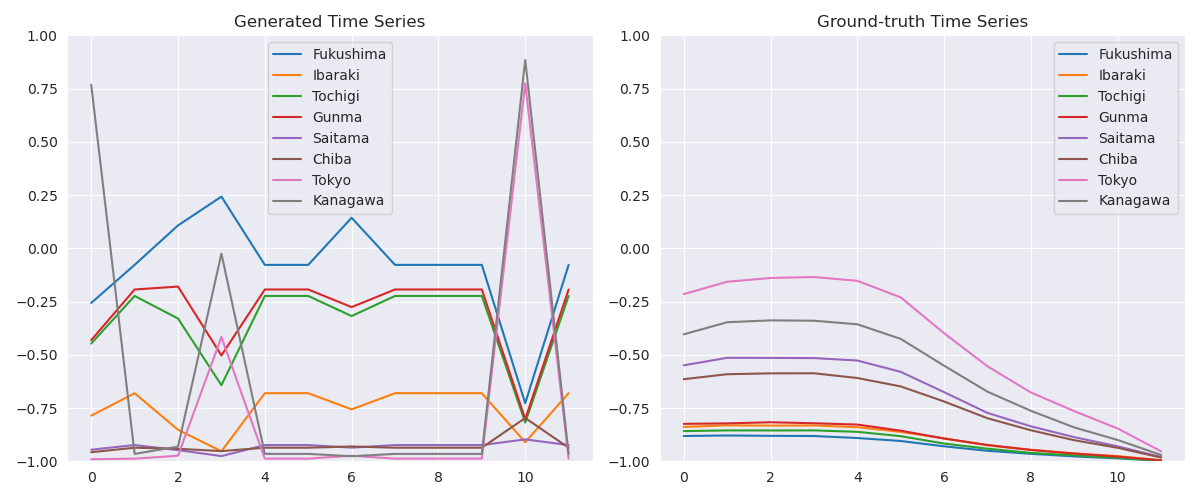 Generated Time Series
1.00
0.75
0.50
0.25
0.00
−0.25
−0.50
−0.75
−1.00
0 2 4 6 8 10
Fukushima
Ibaraki
Tochigi
Gunma
Saitama
Chiba
Tokyo
Kanagawa
Ground-truth Time Series
1.00
0.75
0.50
0.25
0.00
−0.25
−0.50
−0.75
−1.00
0 2 4 6 8 10
Fukushima
Ibaraki
Tochigi
Gunma
Saitama
Chiba
Tokyo
Kanagawa